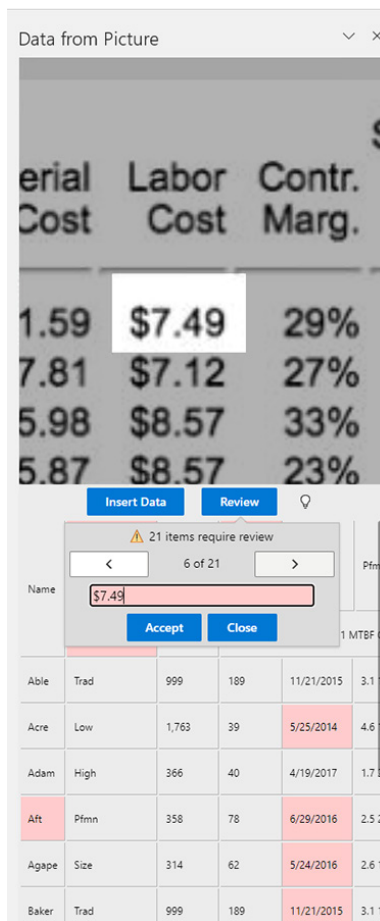 Data from Picture
erial Labor Contr.
Cost Cost Marg.
1.59 $7.49 29%
7.81 $7.12 27%
5.98 $8.57 33%
5.87 $8.57 23%
Insert Data Review
21 items require review
< 6 of 21 >
Name $7.49 Pfm
Accept Close
1 MTBF
Able Trad 999 189 11/21/2015 3.1
Acre Low 1,763 39 5/25/2014 4.6
Adam High 366 40 4/19/2017 1.7
Aft Pfmn 358 78 6/29/2016 2.5
Agape Size 314 62 5/24/2016 2.6
Baker Trad 999 189 11/21/2015 3.1